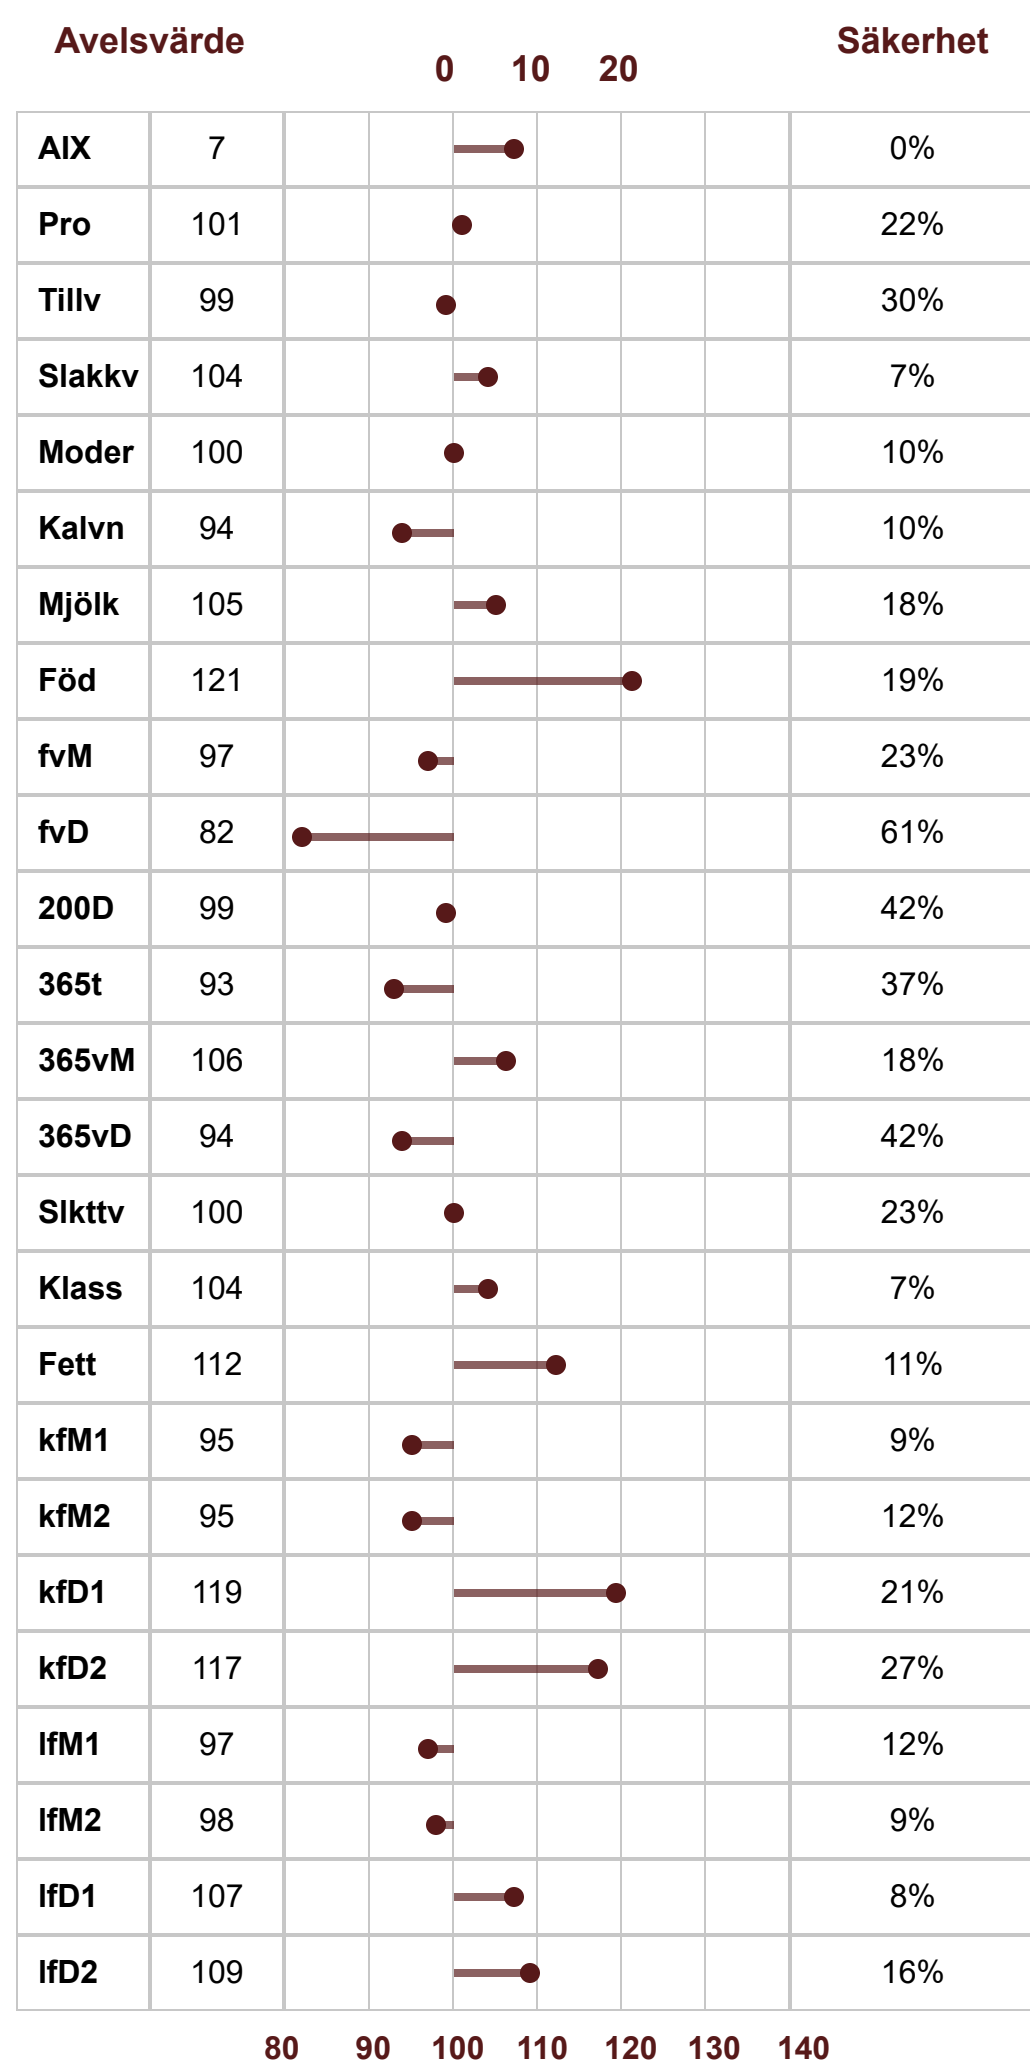 Avelsvärde Säkerhet
0 10 20
AIX 7 0%
Pro 101 22%
Tillv 99 30%
Slakkv 104 7%
Moder 100 10%
Kalvn 94 10%
Mjölk 105 18%
Föd 121 19%
fvM 97 23%
fvD 82 61%
200D 99 42%
365t 93 37%
365vM 106 18%
365vD 94 42%
Slkttv 100 23%
Klass 104 7%
Fett 112 11%
kfM1 95 9%
kfM2 95 12%
kfD1 119 21%
kfD2 117 27%
lfM1 97 12%
lfM2 98 9%
lfD1 107 8%
lfD2 109 16%
80 90 100 110 120 130 140